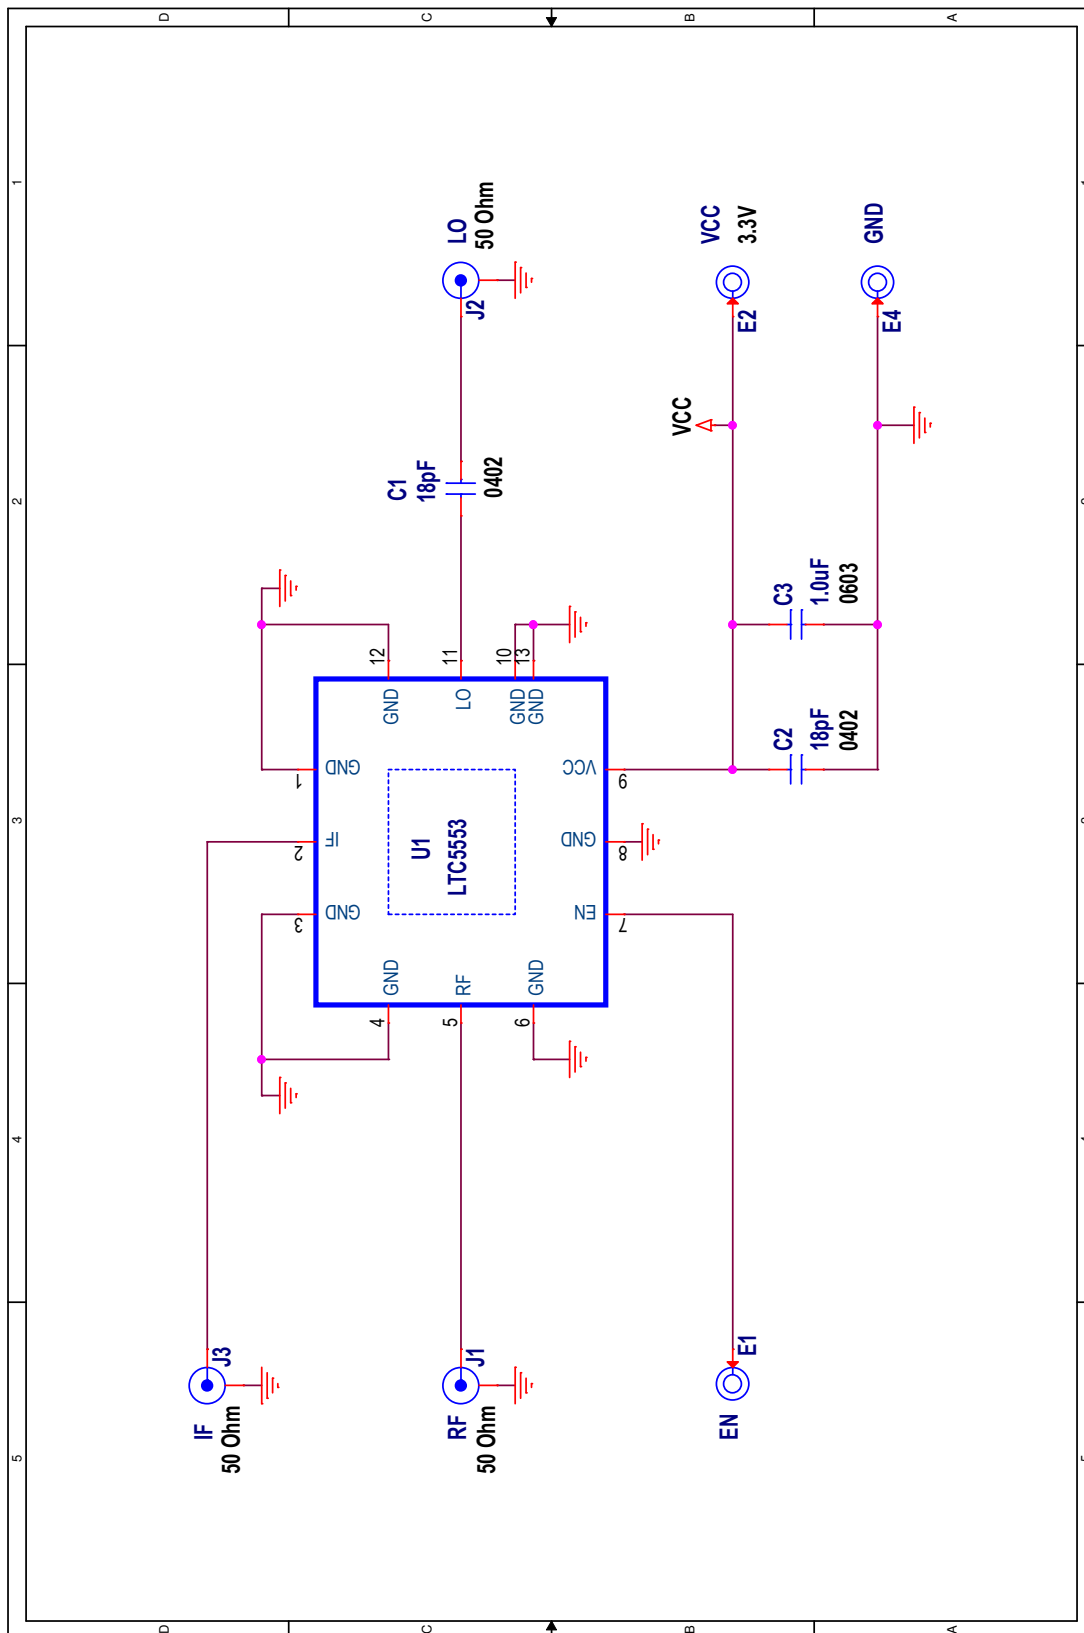 5
4
3
2
1
D
D
IF
50 Ohm
J3
3
GND
2
IF
1
GND
4
GND
12
GND
C
C
RF
50 Ohm
J1
5
RF
U1
LTC5553
11
LO
C1
18pF
0402
J2
LO
50 Ohm
6
GND
10
GND
13
GND
7
EN
8
GND
9
VCC
B
B
EN
E1
VCC
E2
VCC
3.3V
C2
18pF
0402
C3
1.0uF
0603
E4
GND
A
A